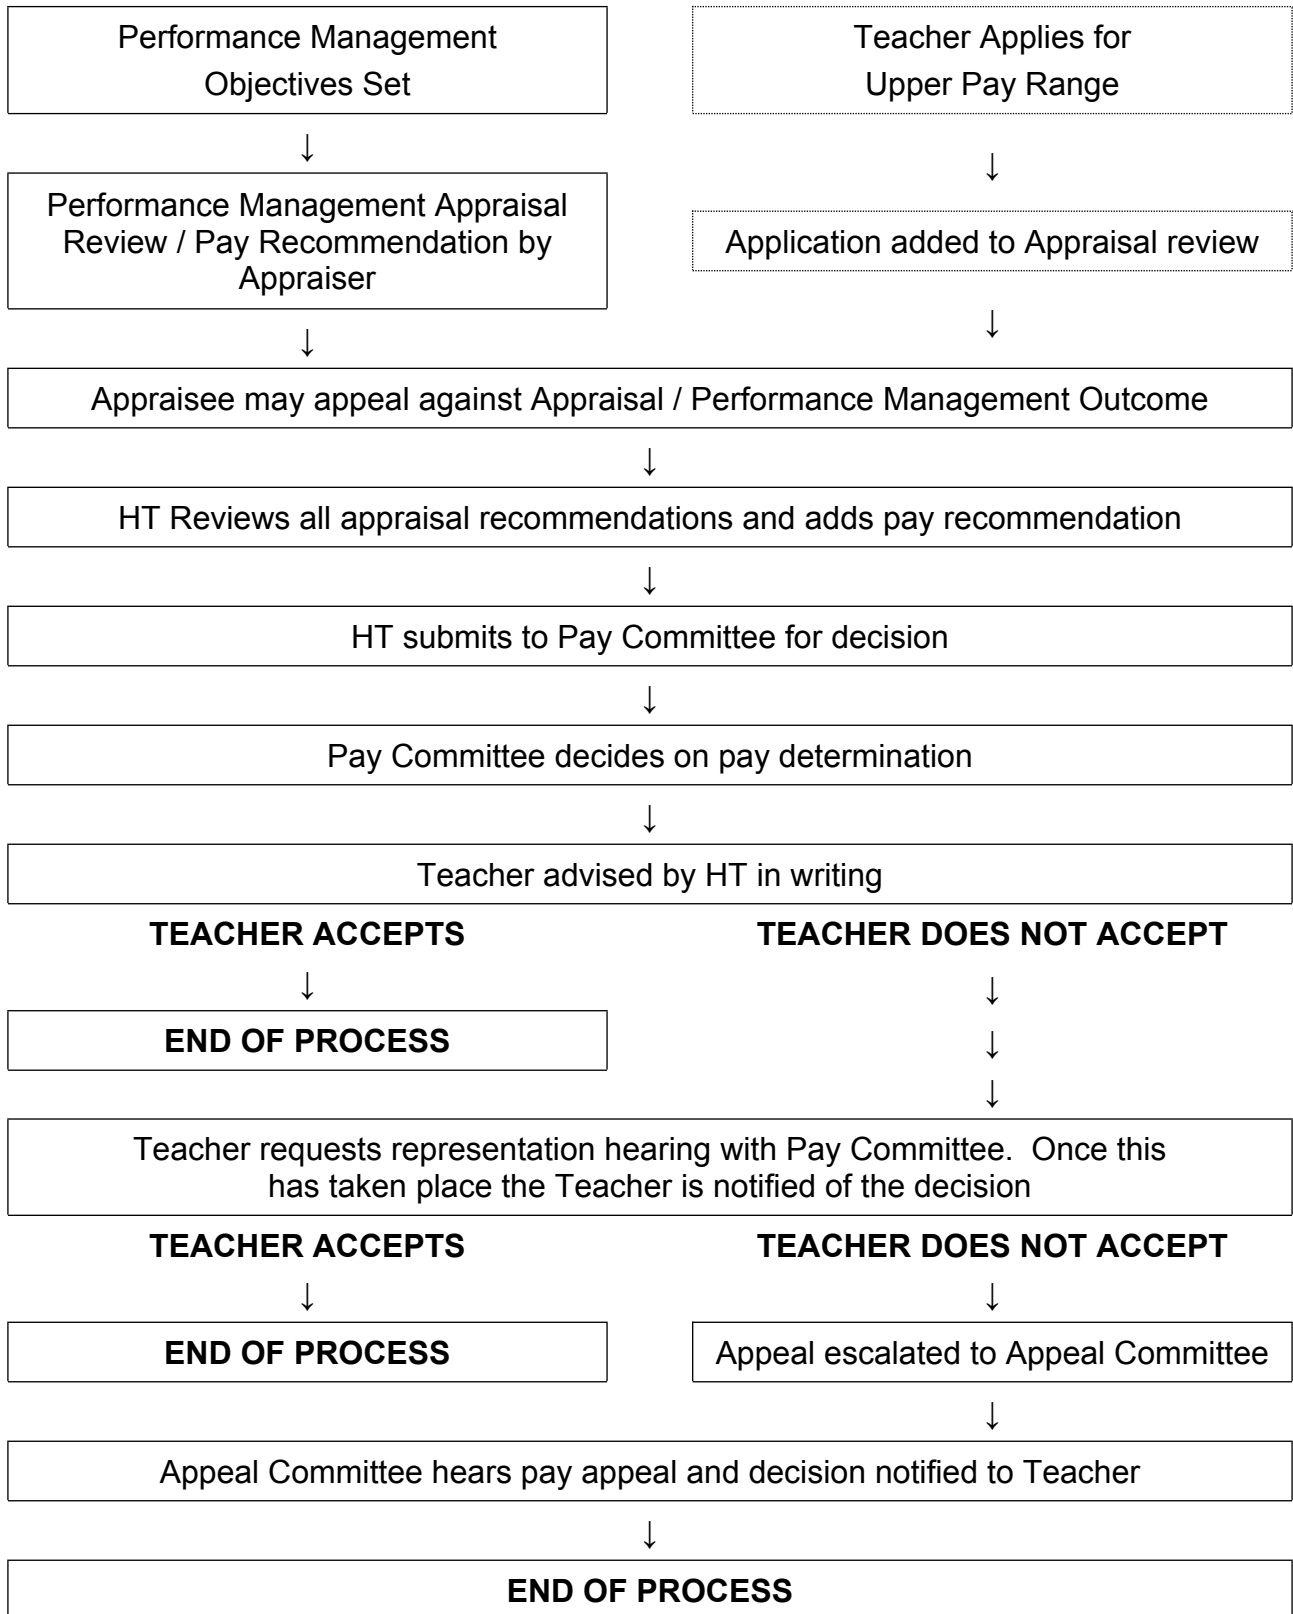 Performance Management
Objectives Set
Teacher Applies for
Upper Pay Range
↓
↓
Performance Management Appraisal
Review / Pay Recommendation by
Appraiser
Application added to Appraisal review
↓
↓
Appraisee may appeal against Appraisal / Performance Management Outcome
↓
HT Reviews all appraisal recommendations and adds pay recommendation
↓
HT submits to Pay Committee for decision
↓
Pay Committee decides on pay determination
↓
Teacher advised by HT in writing
TEACHER ACCEPTS
TEACHER DOES NOT ACCEPT
↓
↓
END OF PROCESS
↓
↓
Teacher requests representation hearing with Pay Committee.  Once this
has taken place the Teacher is notified of the decision
TEACHER ACCEPTS
TEACHER DOES NOT ACCEPT
↓
↓
END OF PROCESS
Appeal escalated to Appeal Committee
↓
Appeal Committee hears pay appeal and decision notified to Teacher
↓
END OF PROCESS